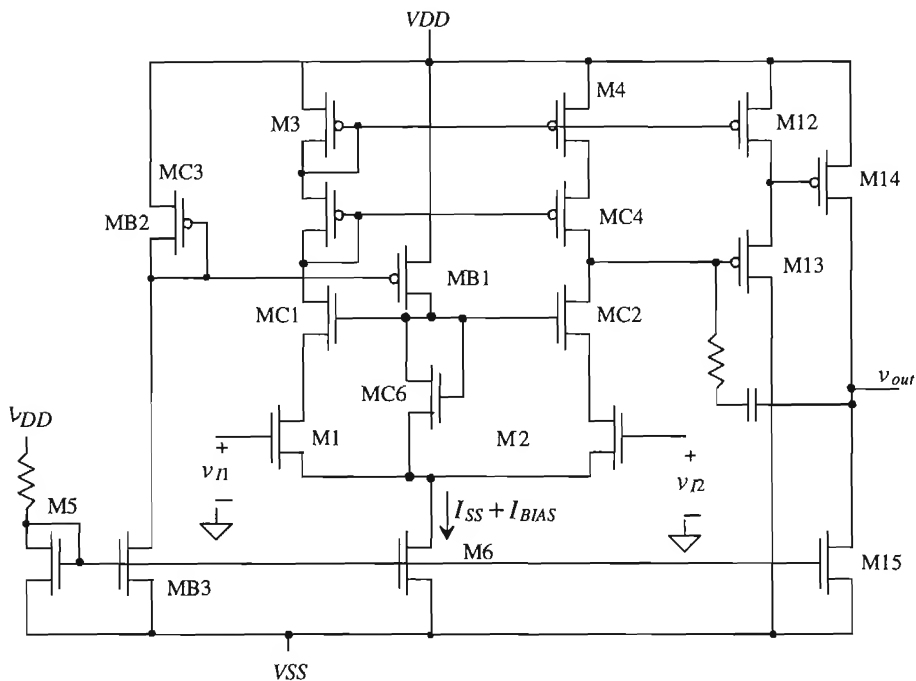 VDD
M4
M3
M12
M14
MC3
MB2
MC4
M13
MB1
MC1
MC2
vout
MC6
VDD
M1
M2
+
+
vI1
vI2
−
−
M5
ISS + IBIAS
M6
M15
MB3
VSS